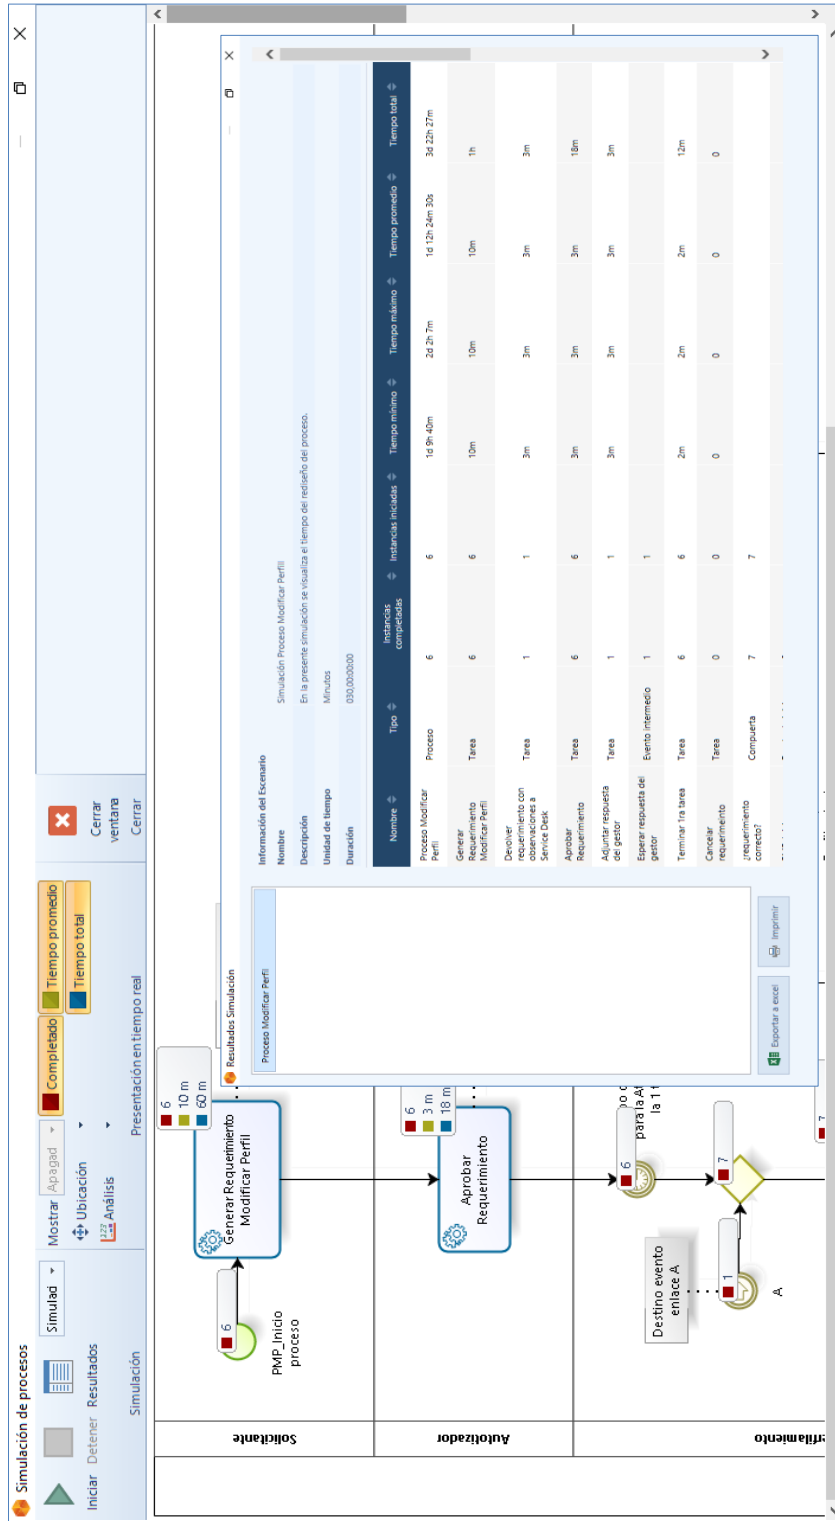 Simulación de procesos
Iniciar
Detener
Resultados
Simulad
Simulación
Mostrar
Apagad
Ubicación
Análisis
Completado
Tiempo promedio
Tiempo total
Presentación en tiempo real
Cerrar
ventana
Cerrar
Solicitante
PMP_Inicio
proceso
6
Generar Requerimiento
Modificar Perfil
6
10 m
60 m
Autotizador
Aprobar
Requerimiento
6
3 m
18 m
Destino evento
enlace A
1
A
6
para la
la 1
7
7
Resultados Simulación
Proceso Modificar Perfil
Exportar a excel
Imprimir
Información del Escenario
Nombre Simulación Proceso Modificar Perfil
Descripción En la presente simulación se visualiza el tiempo del rediseño del proceso.
Unidad de tiempo Minutos
Duración 030,00:00:00
Nombre Tipo Instancias completadas Instancias iniciadas Tiempo mínimo Tiempo máximo Tiempo promedio Tiempo total
Proceso Modificar Perfil Proceso 6 6 1d 9h 40m 2d 2h 7m 1d 12h 24m 30s 3d 22h 27m
Generar Requerimiento Modificar Perfil Tarea 6 6 10m 10m 10m 1h
Devolver requerimiento con observaciones a Service Desk Tarea 1 1 3m 3m 3m 3m
Aprobar Requerimiento Tarea 6 6 3m 3m 3m 18m
Adjuntar respuesta del gestor Tarea 1 1 3m 3m 3m 3m
Esperar respuesta del gestor Evento intermedio 1 1
Terminar 1ra tarea Tarea 6 6 2m 2m 2m 12m
Cancelar requerimeinto Tarea 0 0 0 0 0 0
¿requerimiento correcto? Compuerta 7 7